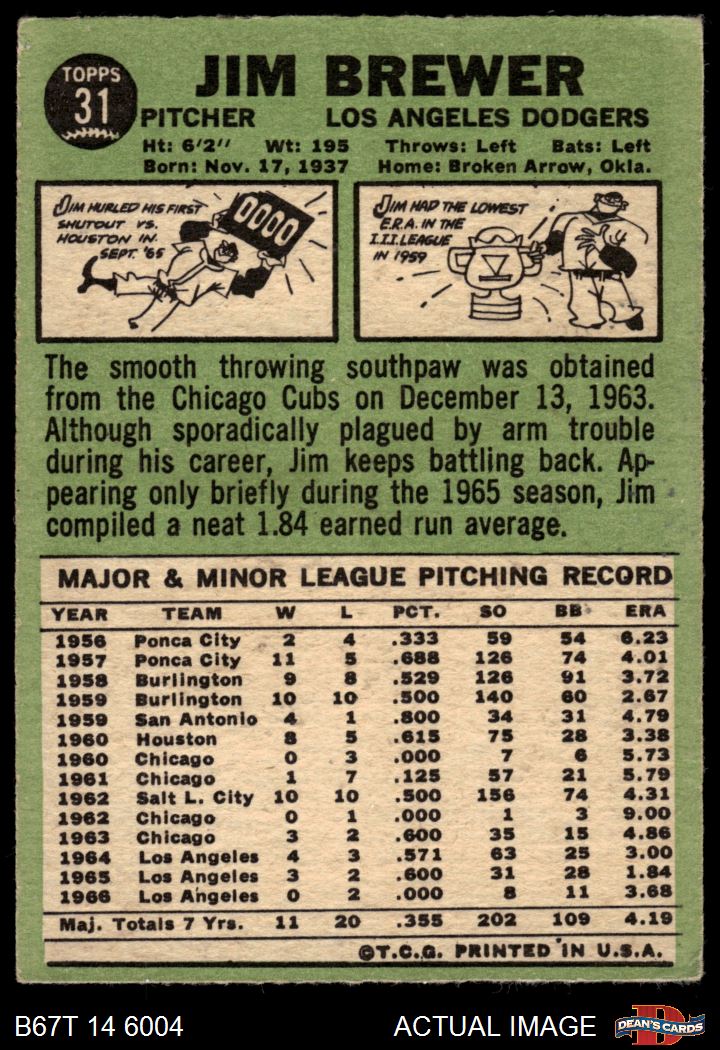 TOPPS
31
JIM BREWER
PITCHER LOS ANGELES DODGERS
Ht: 6'2" Wt: 195 Throws: Left Bats: Left
Born: Nov. 17, 1937 Home: Broken Arrow, Okla.
JIM HURLED HIS FIRST
SHUTOUT VS.
HOUSTON IN
SEPT. '65
0000
JIM HAD THE LOWEST
E.R.A. IN THE
I.I.I. LEAGUE
IN 1959
The smooth throwing southpaw was obtained
from the Chicago Cubs on December 13, 1963.
Although sporadically plagued by arm trouble
during his career, Jim keeps battling back. Ap-
pearing only briefly during the 1965 season, Jim
compiled a neat 1.84 earned run average.
MAJOR & MINOR LEAGUE PITCHING RECORD
YEAR TEAM W L PCT. SO BB ERA
1956 Ponca City 2 4 .333 59 54 6.23
1957 Ponca City 11 5 .688 126 74 4.01
1958 Burlington 9 8 .529 126 91 3.72
1959 Burlington 10 10 .500 140 60 2.67
1959 San Antonio 4 1 .800 34 31 4.79
1960 Houston 8 5 .615 75 28 3.38
1960 Chicago 0 3 .000 7 6 5.73
1961 Chicago 1 7 .125 57 21 5.79
1962 Salt L. City 10 10 .500 156 74 4.31
1962 Chicago 0 1 .000 1 3 9.00
1963 Chicago 3 2 .600 35 15 4.86
1964 Los Angeles 4 3 .571 63 25 3.00
1965 Los Angeles 3 2 .600 31 28 1.84
1966 Los Angeles 0 2 .000 8 11 3.68
Maj. Totals 7 Yrs. 11 20 .355 202 109 4.19
©T.C.G. PRINTED IN U.S.A.
B67T 14 6004 ACTUAL IMAGE
D
DEAN'S CARDS